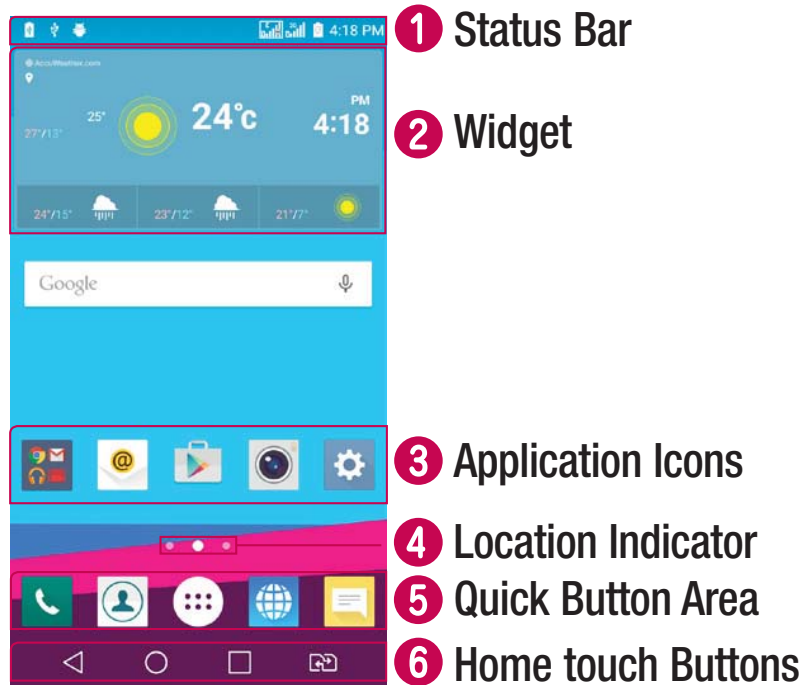 4:18 PM
1 Status Bar
AccuWeather.com
PM
25° 24°c 4:18
27°/13°
2 Widget
24°/15° 23°/12° 21°/7°
Google
@
3 Application Icons
4 Location Indicator
5 Quick Button Area
6 Home touch Buttons